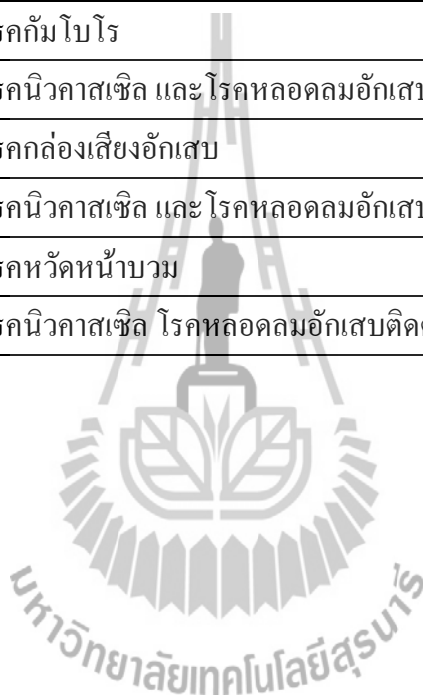 รคกัมโบโร
รคนิวคาสเซิล และโรคหลอดลมอักเสบ
รคกล่องเสียงอักเสบ
รคนิวคาสเซิล และโรคหลอดลมอักเสบ
รคหวัดหน้าบวม
รคนิวคาสเซิล โรคหลอดลมอักเสบติด
มหาวิทยาลัยเทคโนโลยีสุรนารี